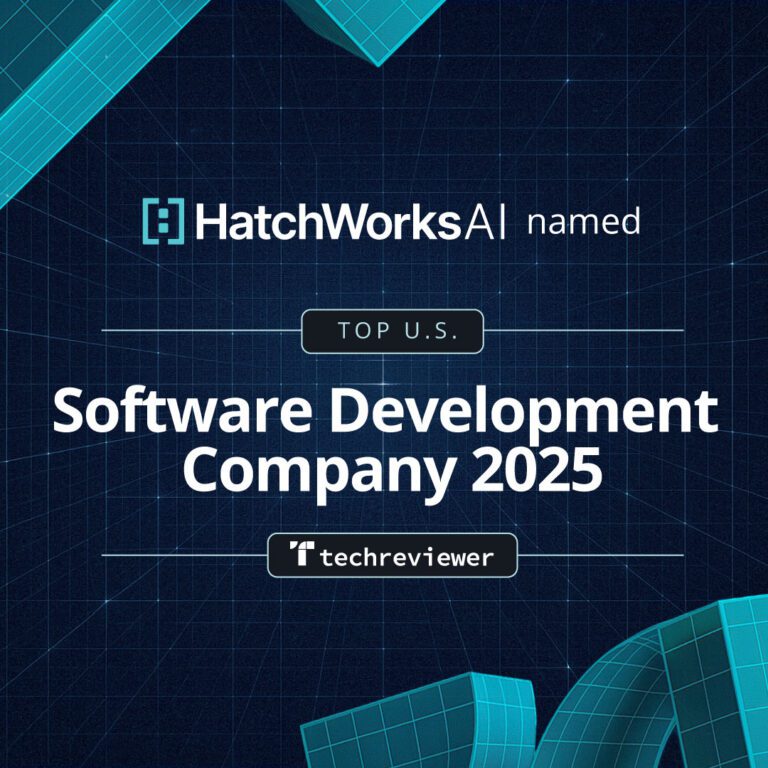 HatchWorksAI named
TOP U.S.
Software Development
Company 2025
techreviewer